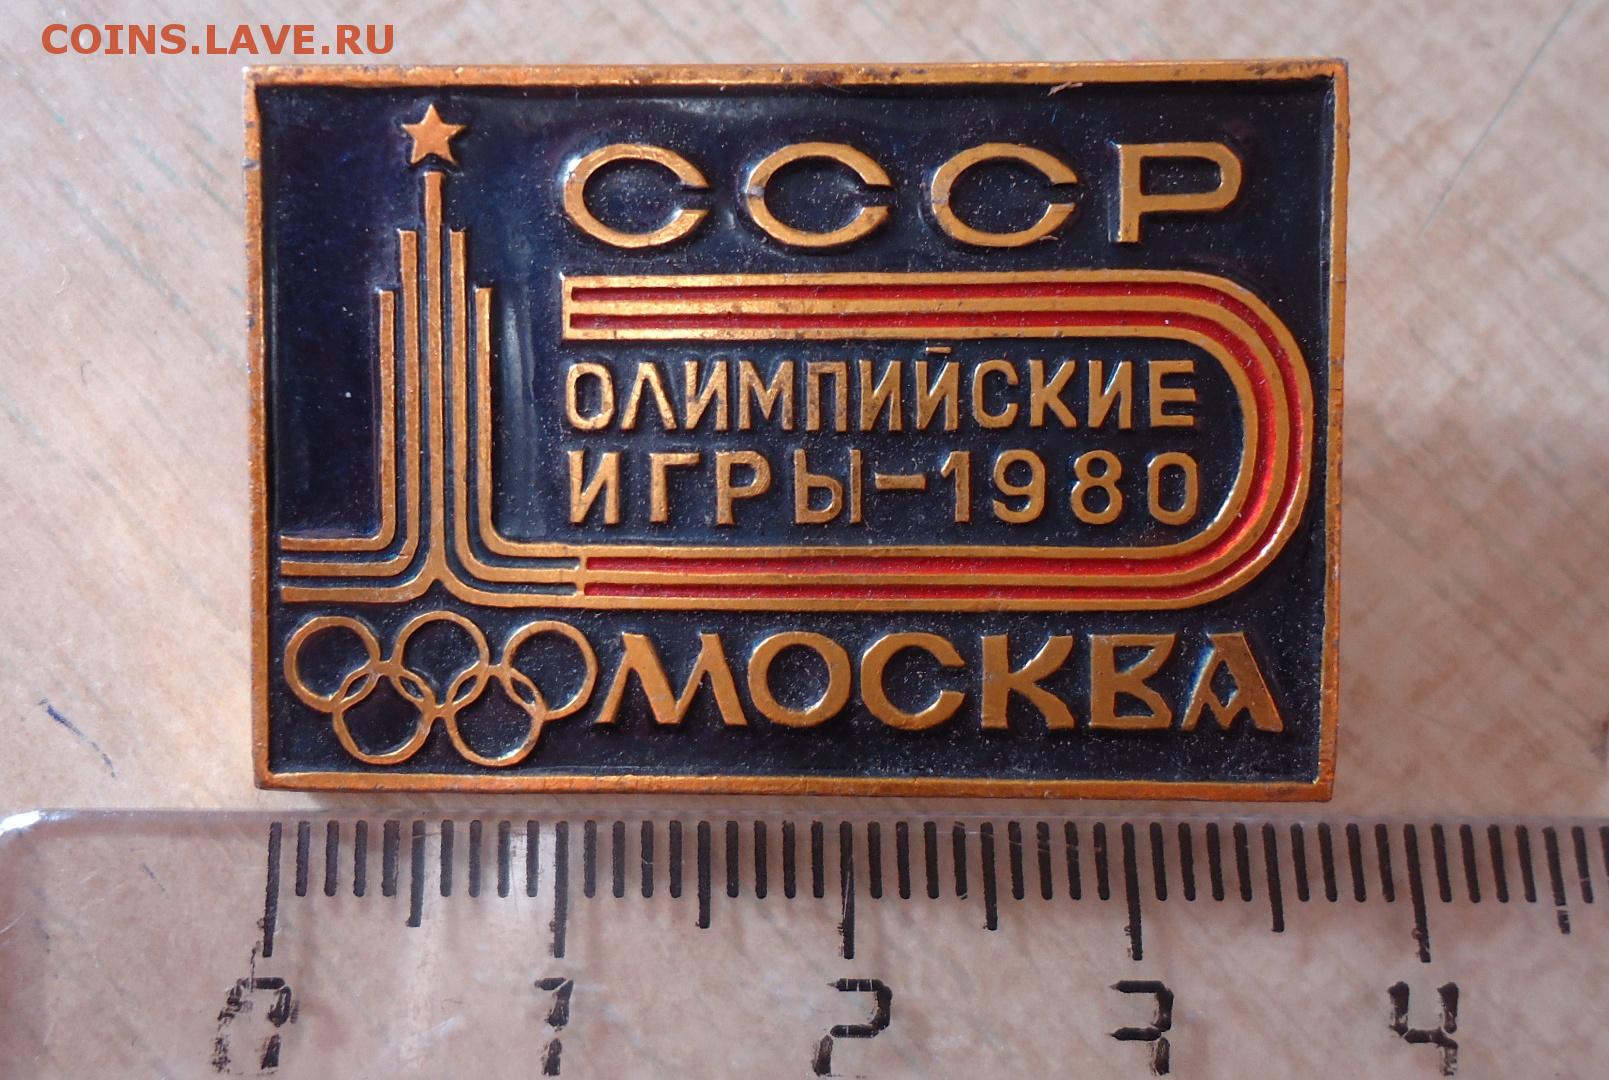 COINS.LAVE.RU
СССР
ОЛИМПИЙСКИЕ
ИГРЫ-1980
МОСКВА
0 1 2 3 4